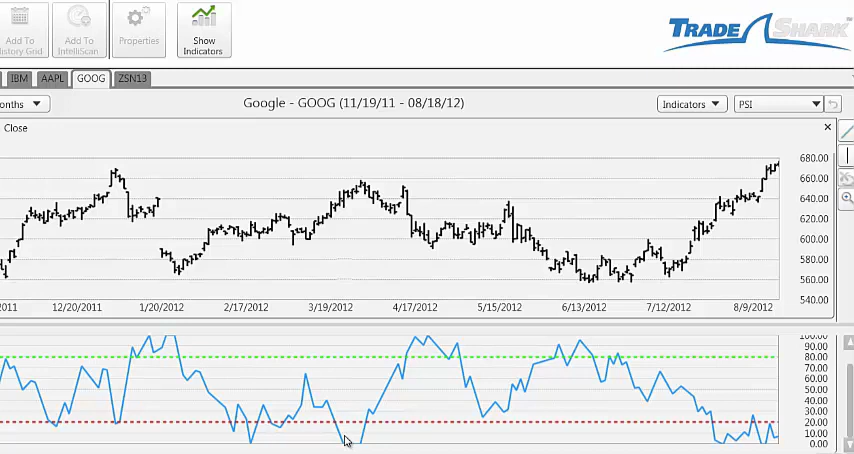 Add To
istory Grid
Add To
IntelliScan
Properties
Show
Indicators
TRADE SHARK™
IBM
AAPL
GOOG
ZSN13
onths
Google - GOOG (11/19/11 - 08/18/12)
Indicators
PSI
Close
680.00
660.00
640.00
620.00
600.00
580.00
560.00
540.00
2011
12/20/2011
1/20/2012
2/17/2012
3/19/2012
4/17/2012
5/15/2012
6/13/2012
7/12/2012
8/9/2012
100.00
90.00
80.00
70.00
60.00
50.00
40.00
30.00
20.00
10.00
0.00